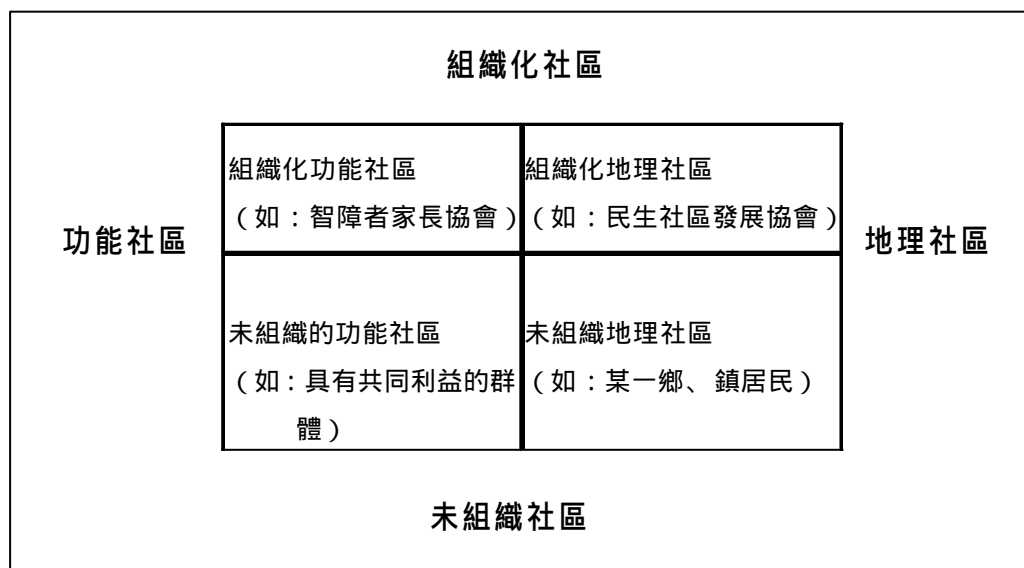 組織化社區
組織化功能社區
（如：智障者家長協會）
組織化地理社區
（如：民生社區發展協會）
功能社區
地理社區
未組織的功能社區
（如：具有共同利益的群
體）
未組織地理社區
（如：某一鄉、鎮居民）
未組織社區